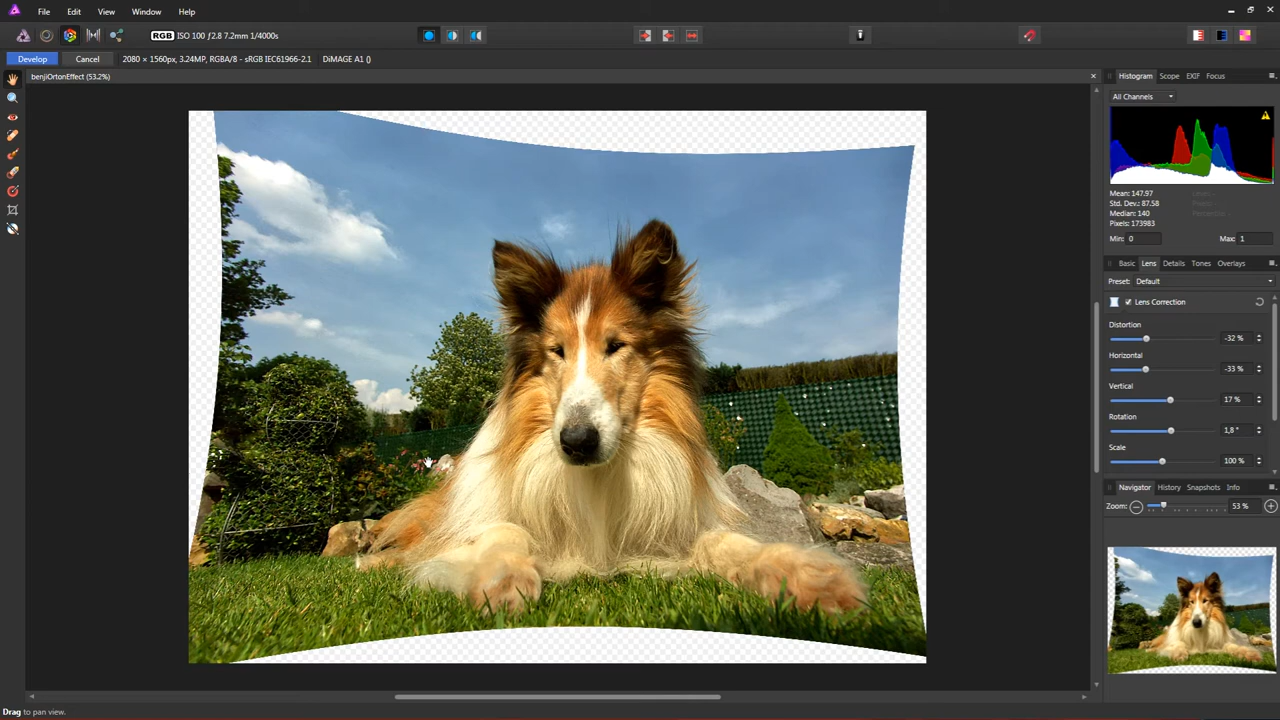 File Edit View Window Help
RGB ISO 100 ƒ2.8 7.2mm 1/4000s
Develop Cancel 2080 × 1560px, 3.24MP, RGBA/8 - sRGB IEC61966-2.1 DiMAGE A1 ()
benjiOrtonEffect (53.2%)
Histogram Scope EXIF Focus
All Channels
Mean: 147.97
Std. Dev.: 87.58
Median: 140
Pixels: 173983
Min: 0 Max: 1
Basic Lens Details Tones Overlays
Preset: Default
Lens Correction
Distortion
-32 %
Horizontal
-33 %
Vertical
17 %
Rotation
1,8 °
Scale
100 %
Navigator History Snapshots Info
Zoom: 53 %
Drag to pan view.